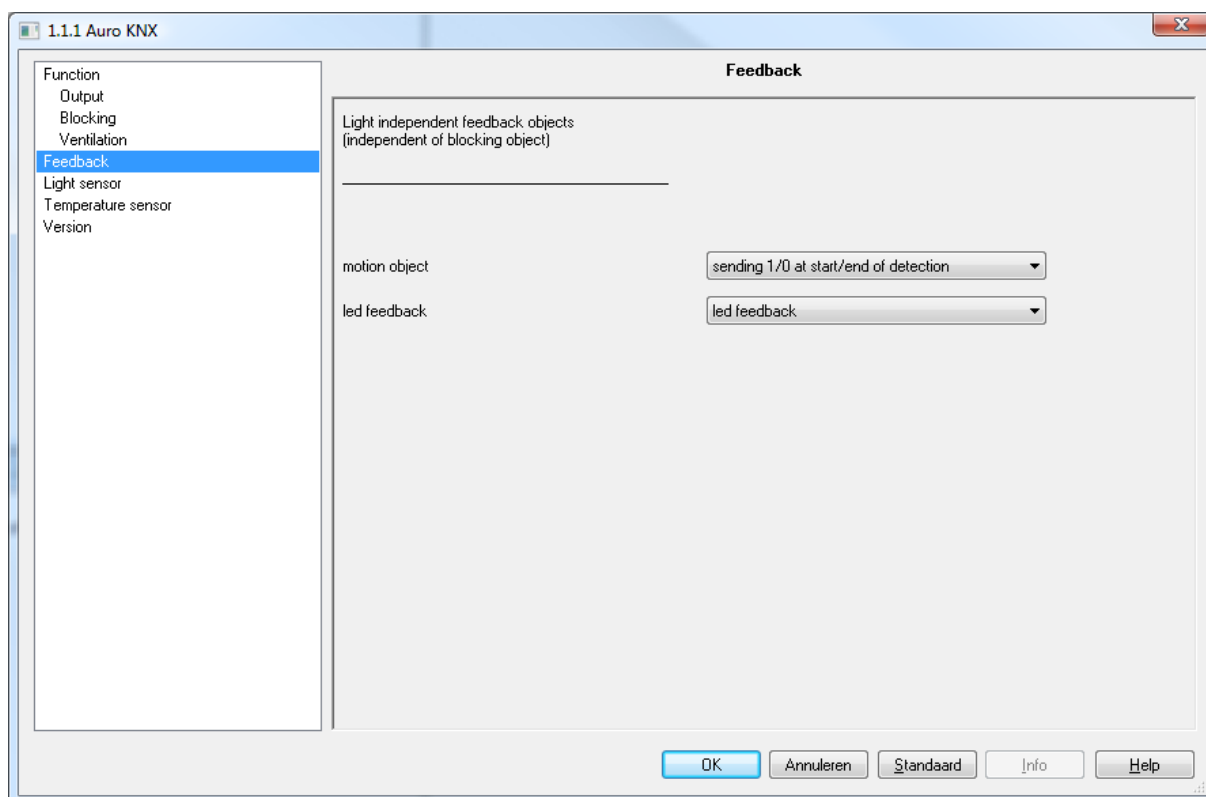 1.1.1 Auro KNX
Function
Output
Blocking
Ventilation
Feedback
Light sensor
Temperature sensor
Version
Feedback
Light independent feedback objects
(independent of blocking object)
motion object
sending 1/0 at start/end of detection
led feedback
led feedback
OK
Annuleren
Standaard
Info
Help